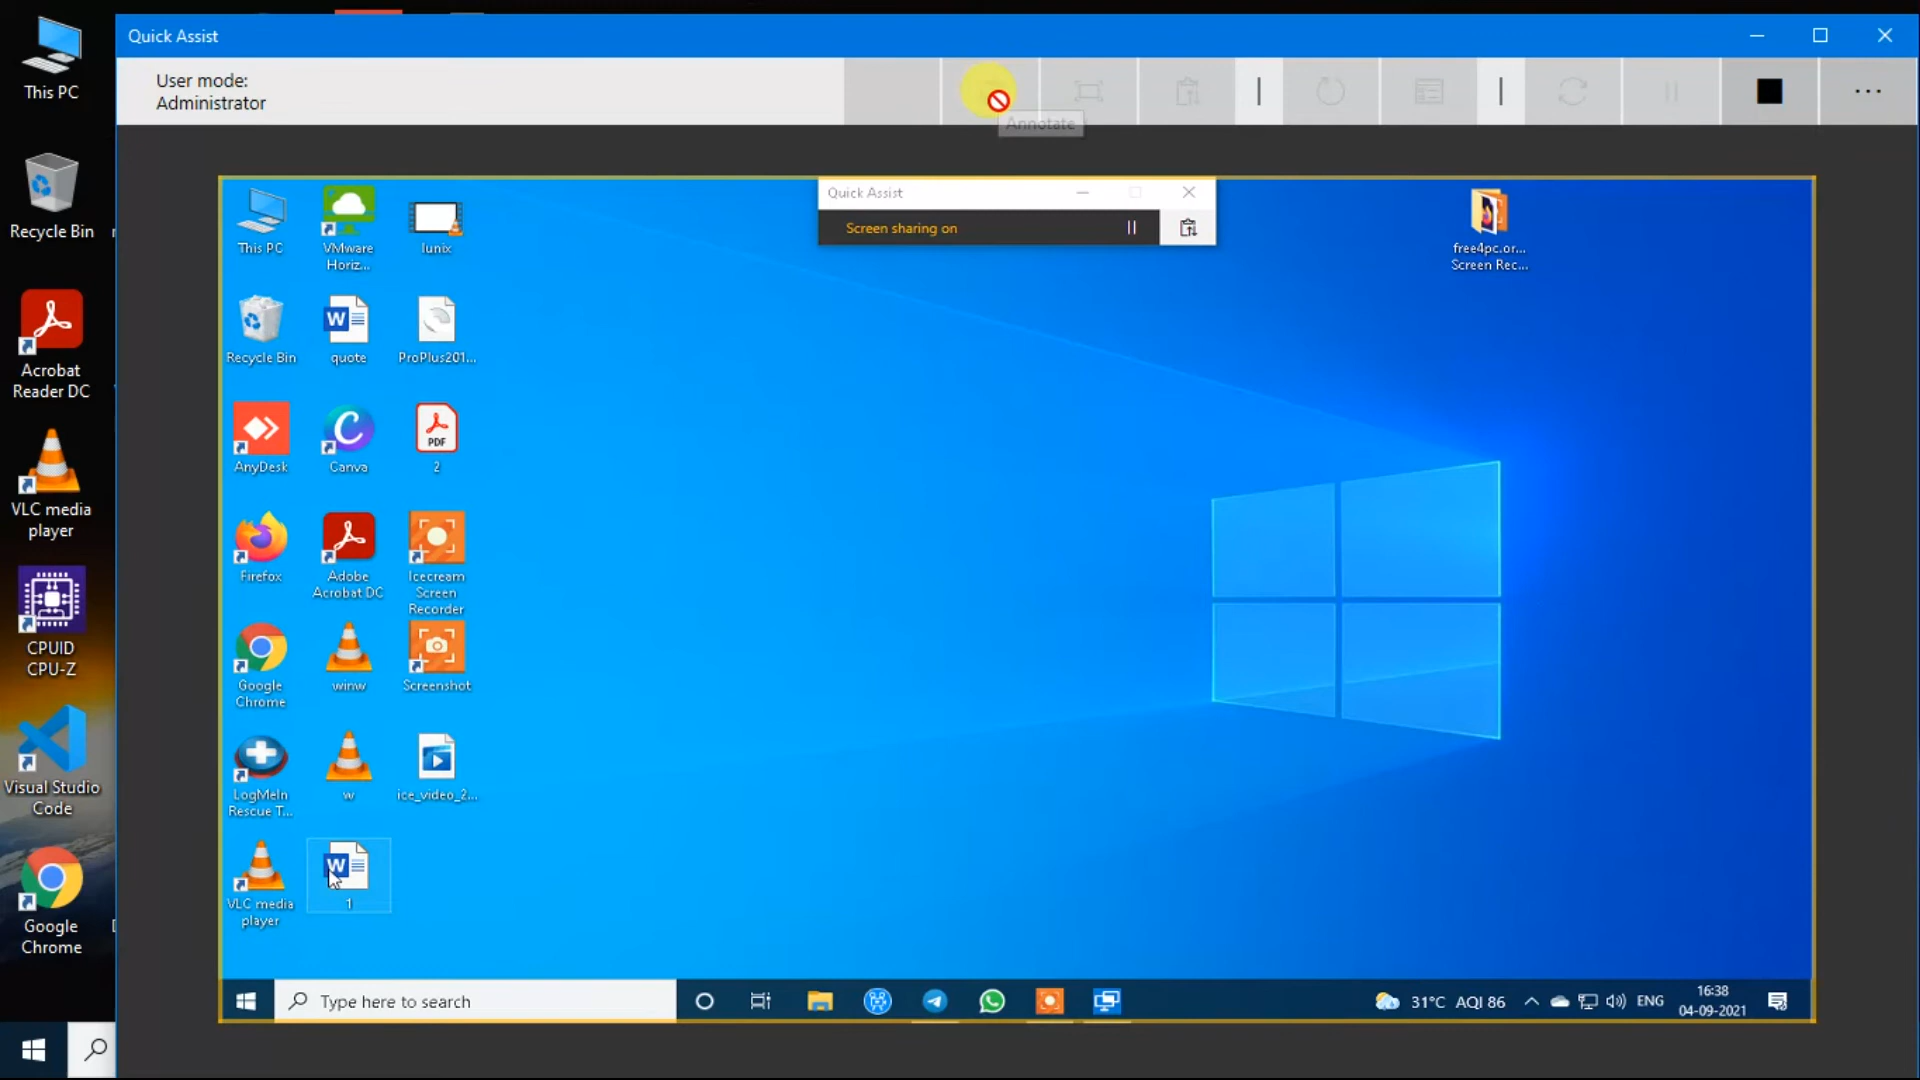 Quick Assist
User mode:
Administrator
Annotate
This PC
Recycle Bin
Acrobat
Reader DC
VLC media
player
CPUID
CPU-Z
Visual Studio
Code
Google
Chrome
Quick Assist
Screen sharing on
This PC
VMware
Horiz...
lunix
free4pc.or...
Screen Rec...
Recycle Bin
quote
ProPlus201...
AnyDesk
Canva
PDF
2
Firefox
Adobe
Acrobat DC
Icecream
Screen
Recorder
Google
Chrome
winw
Screenshot
LogMeIn
Rescue T...
w
ice_video_2...
VLC media
player
1
Type here to search
31°C AQI 86
ENG
16:38
04-09-2021